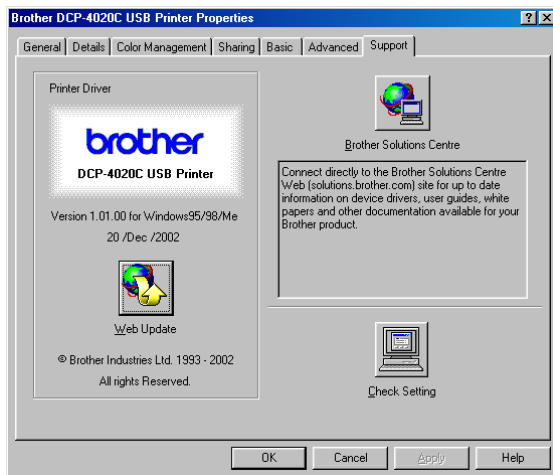 Brother DCP-4020C USB Printer Properties
General
Details
Color Management
Sharing
Basic
Advanced
Support
Printer Driver
brother
DCP-4020C USB Printer
Version 1.01.00 for Windows95/98/Me
20 /Dec /2002
Web Update
© Brother Industries Ltd. 1993 - 2002
All rights Reserved.
Brother Solutions Centre
Connect directly to the Brother Solutions Centre
Web (solutions.brother.com) site for up to date
information on device drivers, user guides, white
papers and other documentation available for your
Brother product.
Check Setting
OK
Cancel
Apply
Help